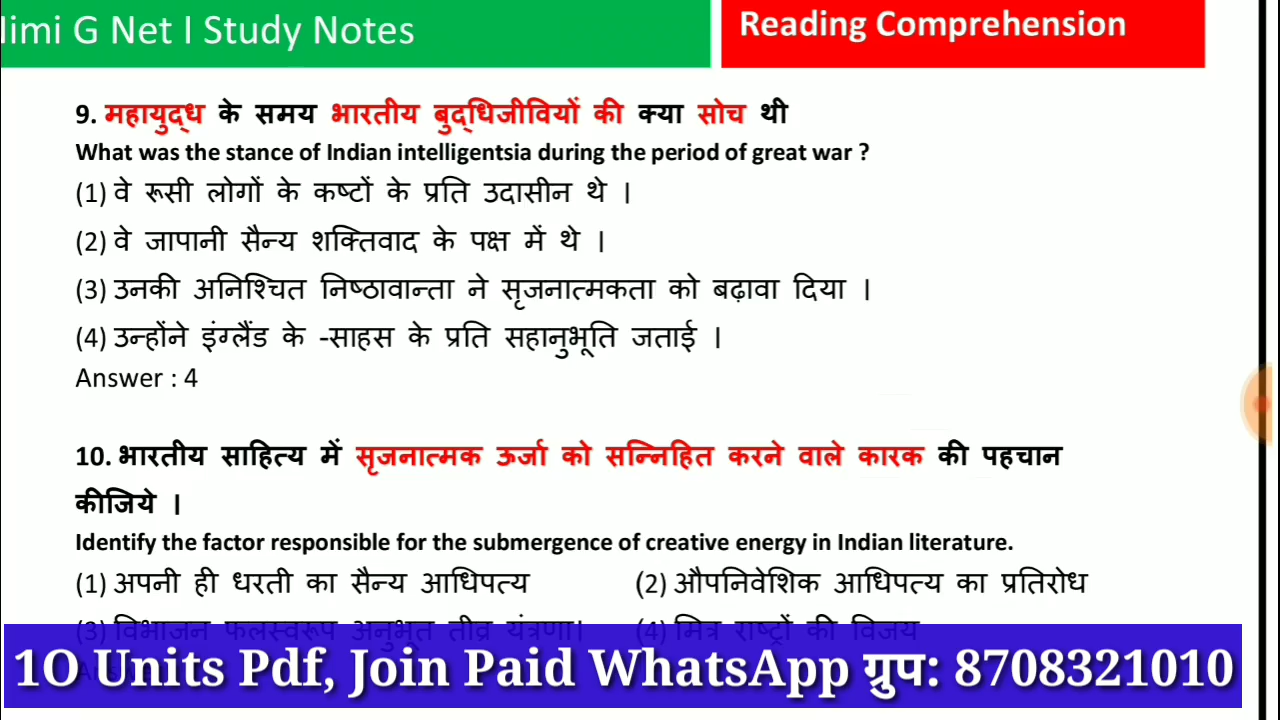 limi G Net I Study Notes
Reading Comprehension
9. महायुद्ध के समय भारतीय बुद्धिजीवियों की क्या सोच थी
What was the stance of Indian intelligentsia during the period of great war ?
(1) वे रूसी लोगों के कष्टों के प्रति उदासीन थे ।
(2) वे जापानी सैन्य शक्तिवाद के पक्ष में थे ।
(3) उनकी अनिश्चित निष्ठावान्ता ने सृजनात्मकता को बढ़ावा दिया ।
(4) उन्होंने इंग्लैंड के -साहस के प्रति सहानुभूति जताई ।
Answer : 4
10. भारतीय साहित्य में सृजनात्मक ऊर्जा को सन्निहित करने वाले कारक की पहचान
कीजिये ।
Identify the factor responsible for the submergence of creative energy in Indian literature.
(1) अपनी ही धरती का सैन्य आधिपत्य (2) औपनिवेशिक आधिपत्य का प्रतिरोध
(3) विभाजन फलस्वरूप अनुभूत तीव्र यंत्रणा। (4) मित्र राष्ट्रों की विजय
1O Units Pdf, Join Paid WhatsApp ग्रुप: 8708321010